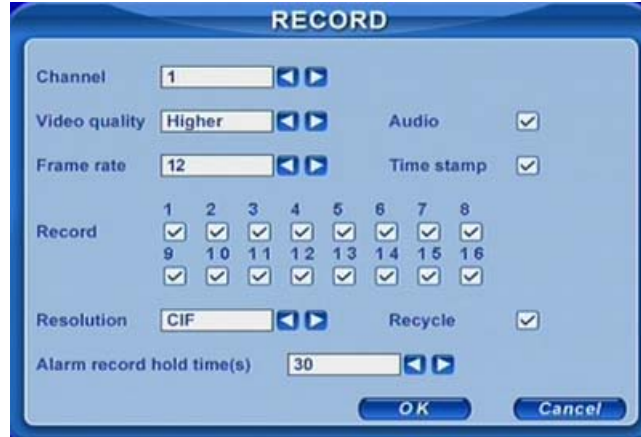 RECORD
Channel 1
Video quality Higher Audio
Frame rate 12 Time stamp
1 2 3 4 5 6 7 8
Record
9 10 11 12 13 14 15 16
Resolution CIF Recycle
Alarm record hold time(s) 30
OK Cancel